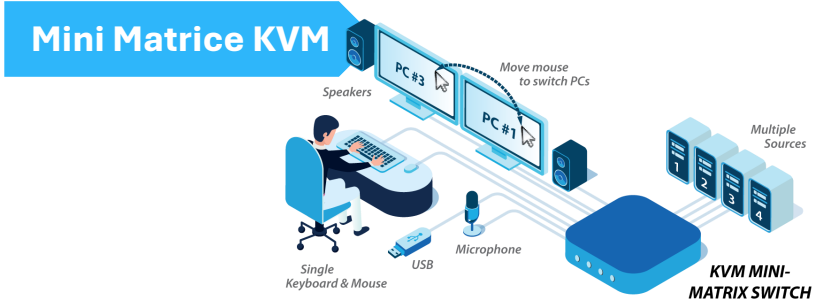 Mini Matrice KVM
Speakers
PC #3
Move mouse
to switch PCs
PC #1
Multiple
Sources
1
2
3
4
Single
Keyboard & Mouse
USB
Microphone
KVM MINI-
MATRIX SWITCH